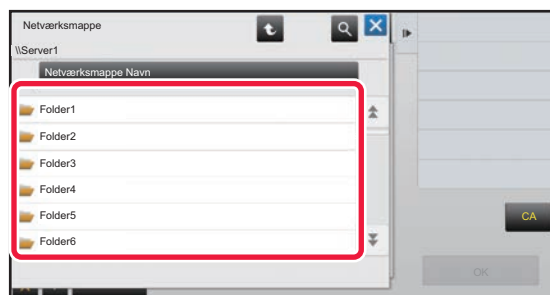 Netværksmappe
\\Server1
Netværksmappe Navn
Folder1
Folder2
Folder3
Folder4
Folder5
Folder6
CA
OK